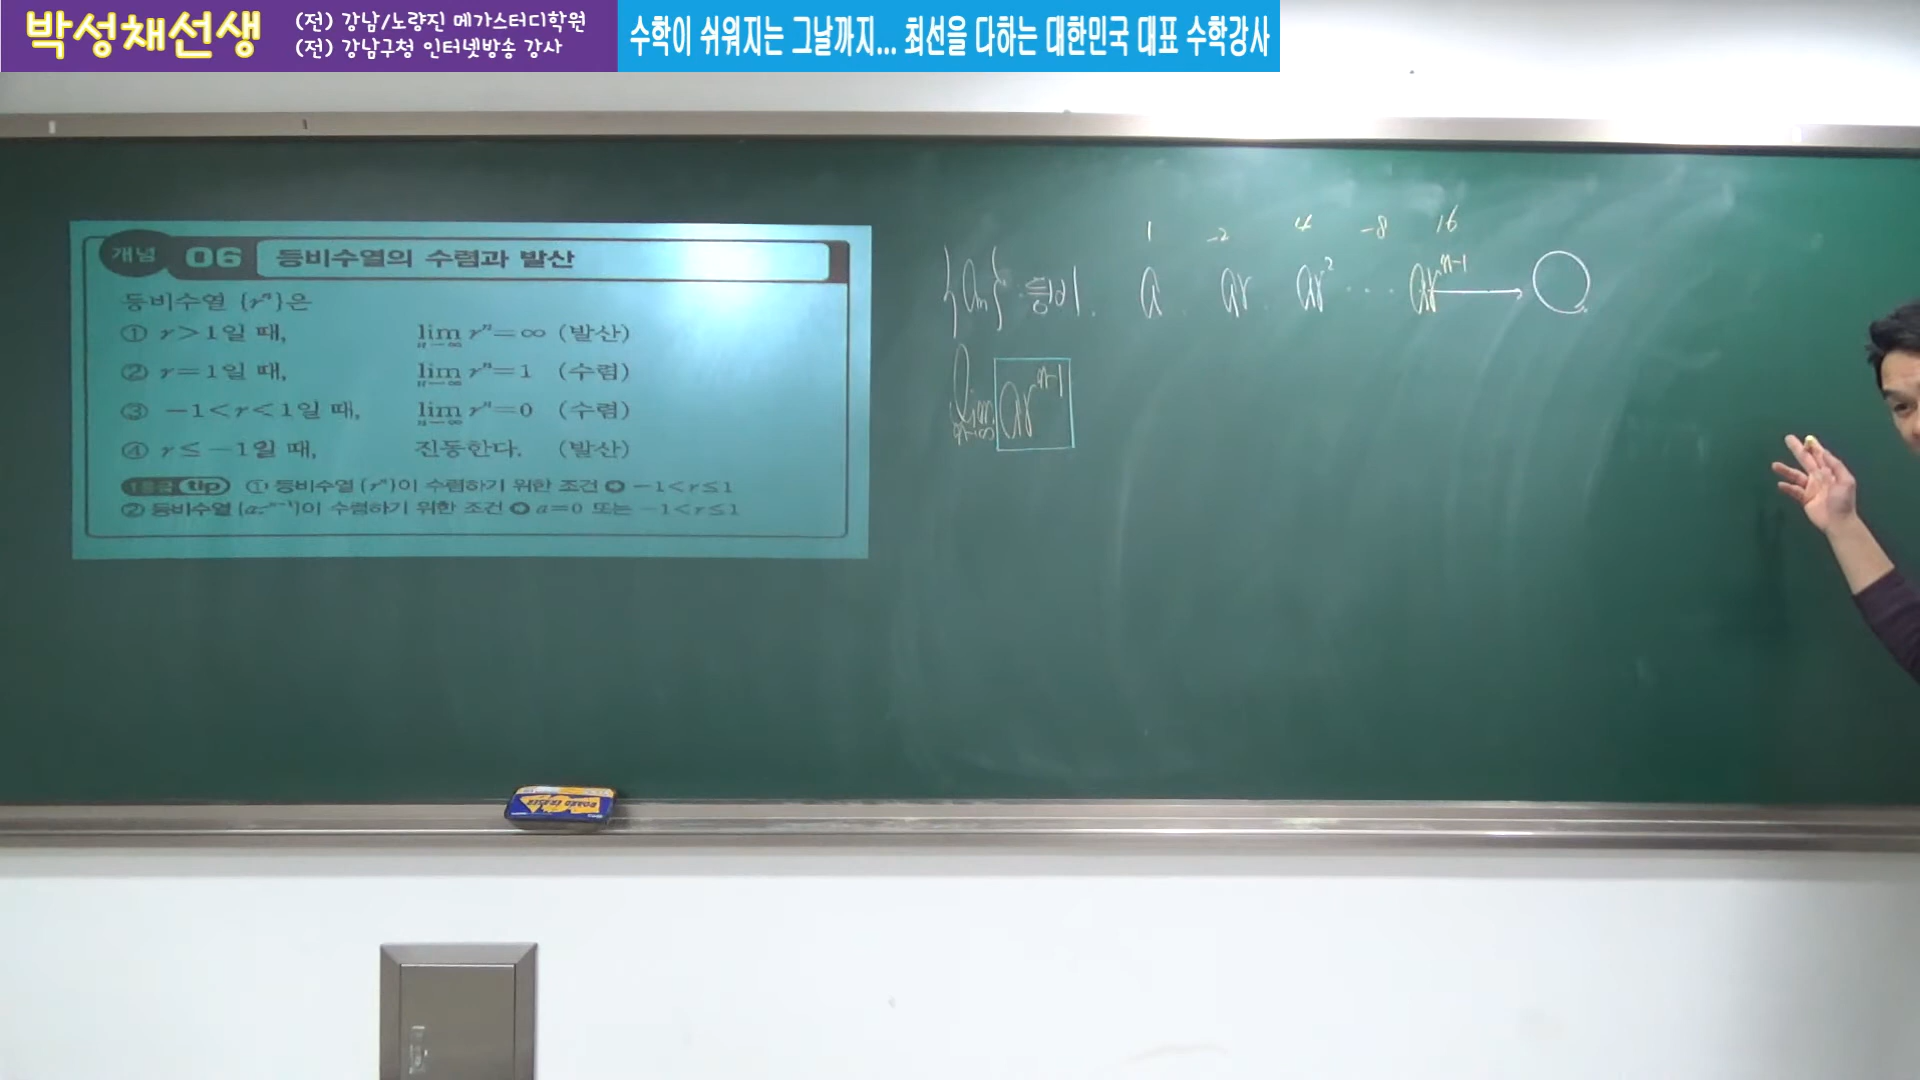 박성채선생
(전) 강남/노량진 메가스터디학원
(전) 강남구청 인터넷방송 강사
수학이 쉬워지는 그날까지... 최선을 다하는 대한민국 대표 수학강사
개념 06 등비수열의 수렴과 발산
등비수열 {rⁿ}은
① r>1일 때, lim n→∞ rⁿ=∞ (발산)
② r=1일 때, lim n→∞ rⁿ=1 (수렴)
③ -1<r<1일 때, lim n→∞ rⁿ=0 (수렴)
④ r≤-1일 때, 진동한다. (발산)
1등급 tip ① 등비수열 {rⁿ}이 수렴하기 위한 조건 ➲ -1<r≤1
② 등비수열 {arⁿ⁻¹}이 수렴하기 위한 조건 ➲ a=0 또는 -1<r≤1
1 -2 4 -8 16
{aₙ} 등비. a ar ar² ··· arⁿ⁻¹ → ○
lim n→∞ arⁿ⁻¹